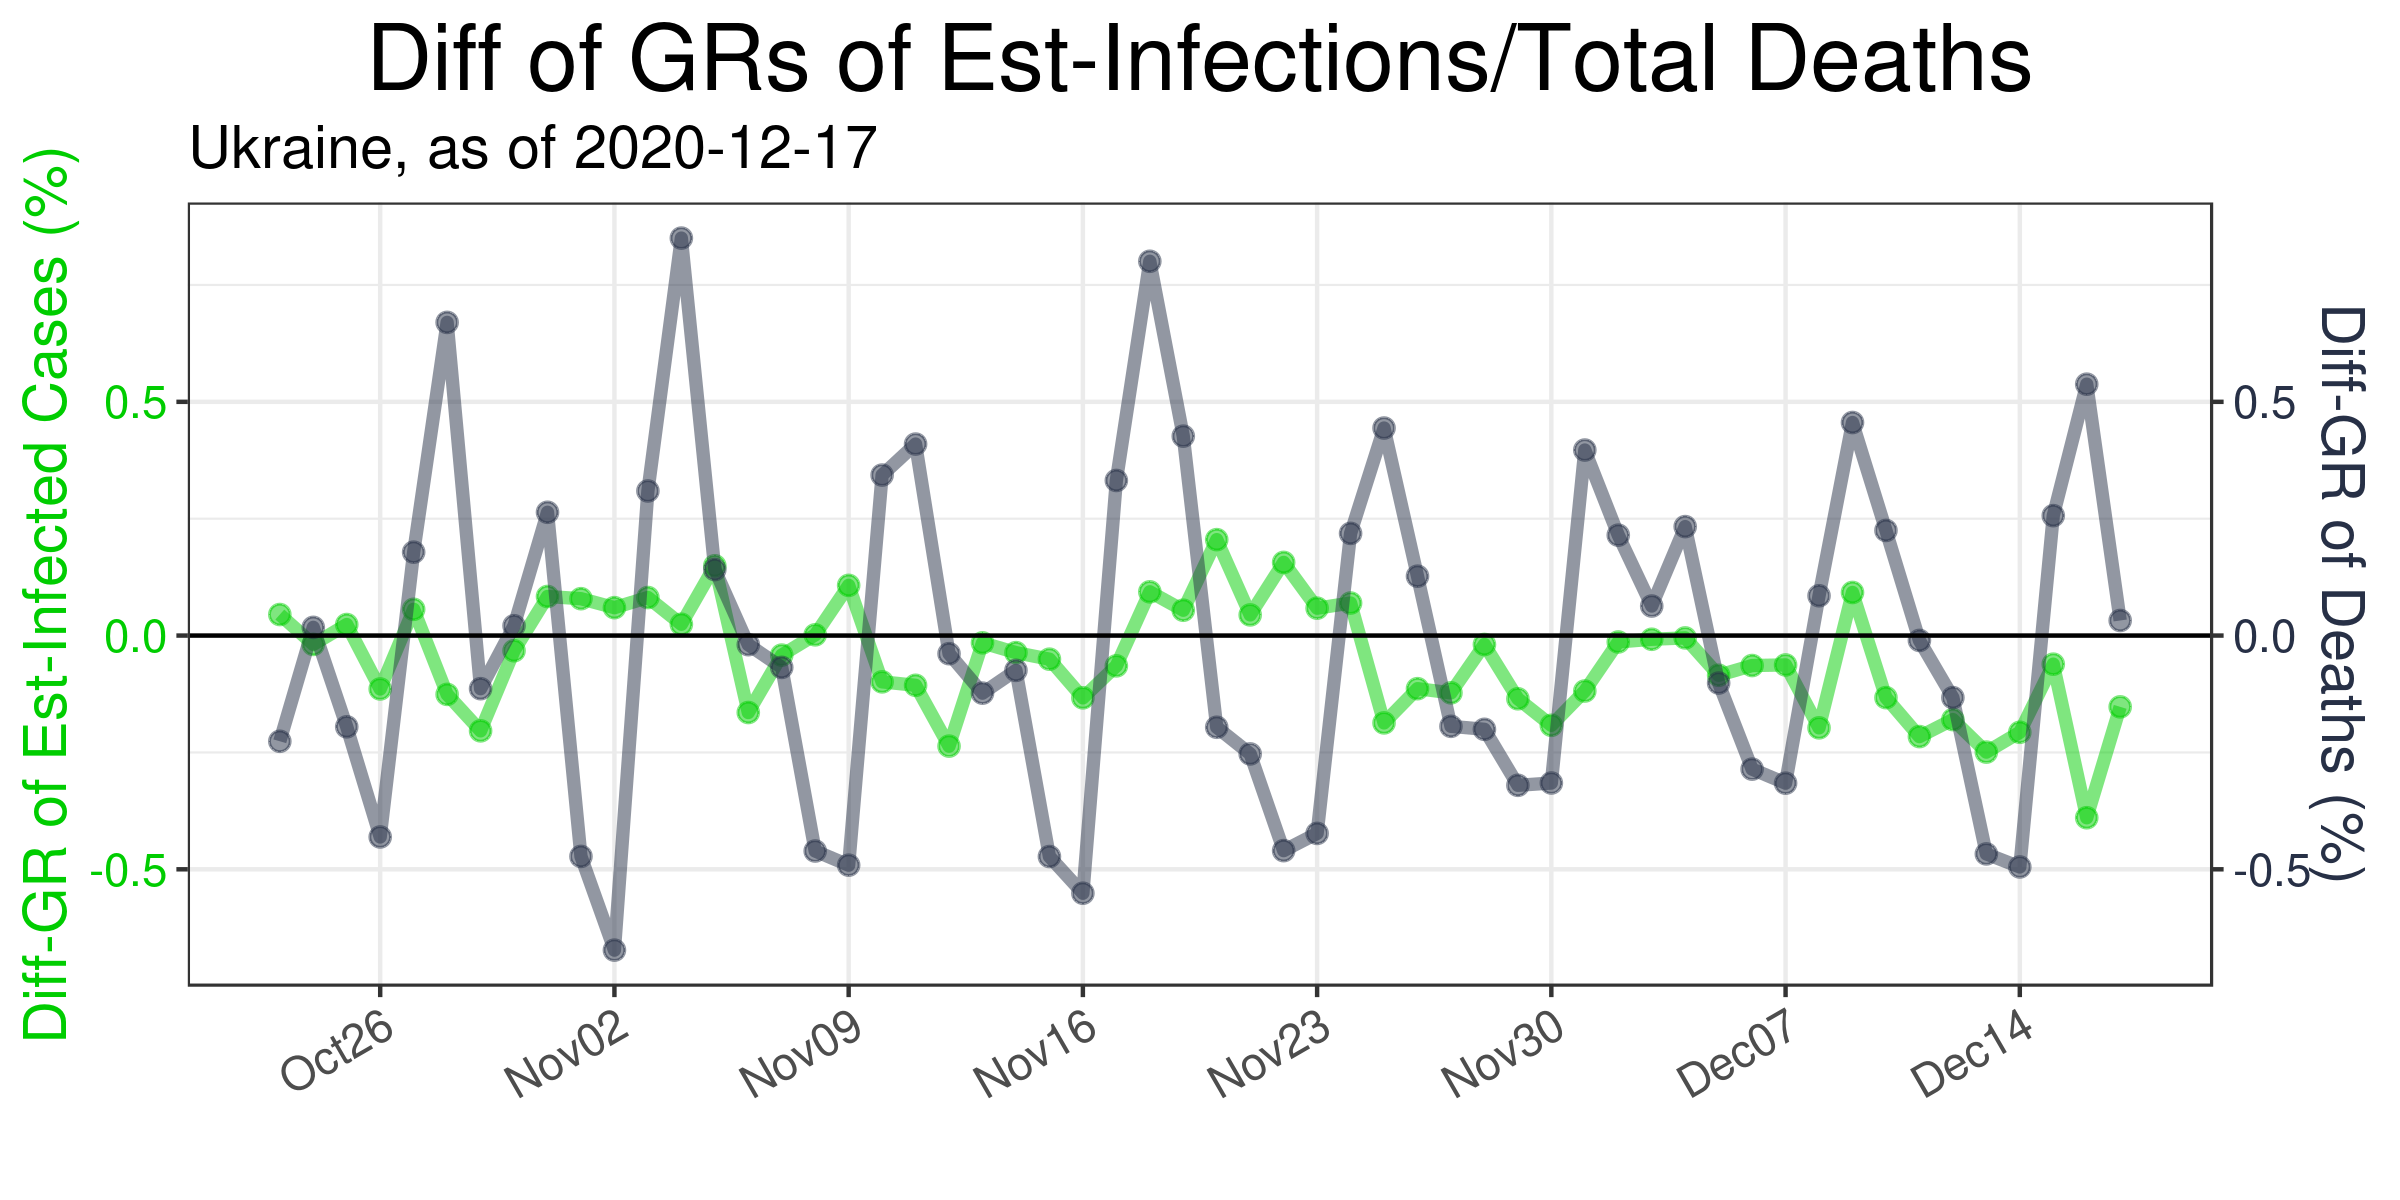 Diff of GRs of Est-Infections/Total Deaths
Ukraine, as of 2020-12-17
Diff-GR of Est-Infected Cases (%)
0.5
0.0
-0.5
0.5
0.0
-0.5
Diff-GR of Deaths (%)
Oct26
Nov02
Nov09
Nov16
Nov23
Nov30
Dec07
Dec14